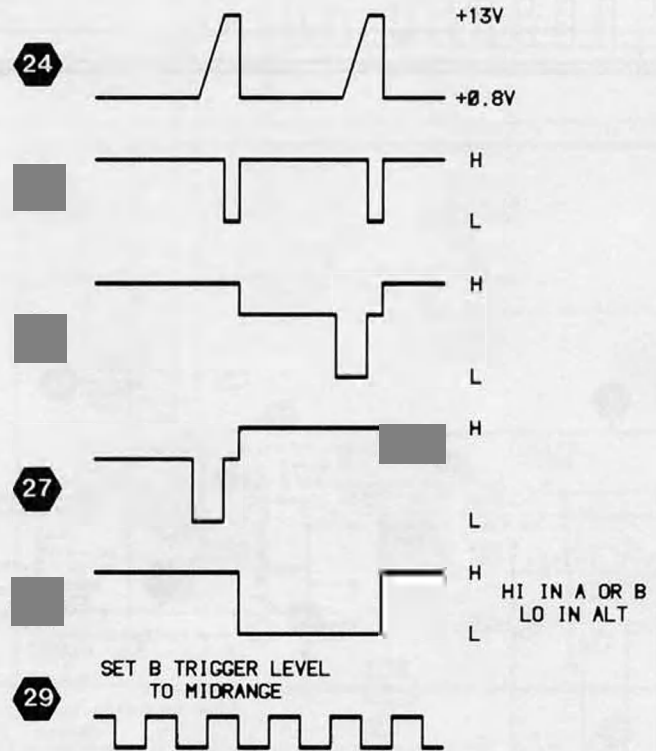 24
+13V
+0.8V
H
L
H
L
27
H
L
H
L
HI IN A OR B
LO IN ALT
29
SET B TRIGGER LEVEL
TO MIDRANGE